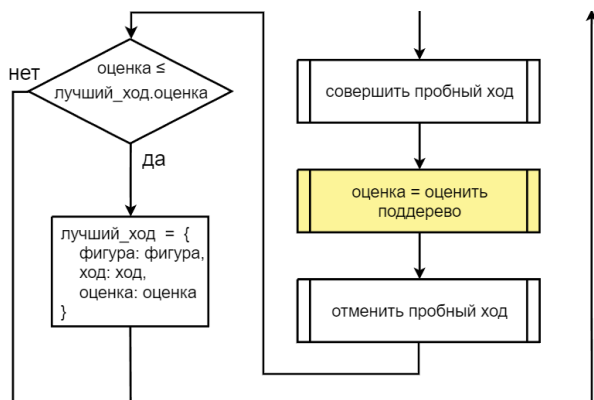 оценка ≤
лучший_ход.оценка
нет
да
лучший_ход = {
фигура: фигура,
ход: ход,
оценка: оценка
}
совершить пробный ход
оценка = оценить
поддерево
отменить пробный ход